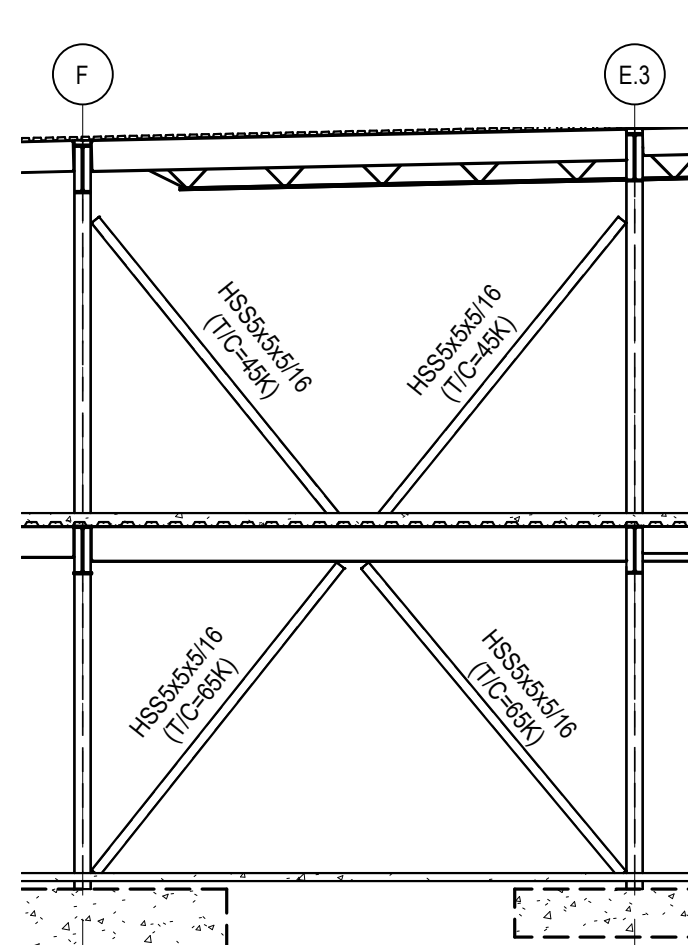 F
E.3
HSS5x5x5/16
(T/C=45K)
HSS5x5x5/16
(T/C=45K)
HSS5x5x5/16
(T/C=65K)
HSS5x5x5/16
(T/C=65K)